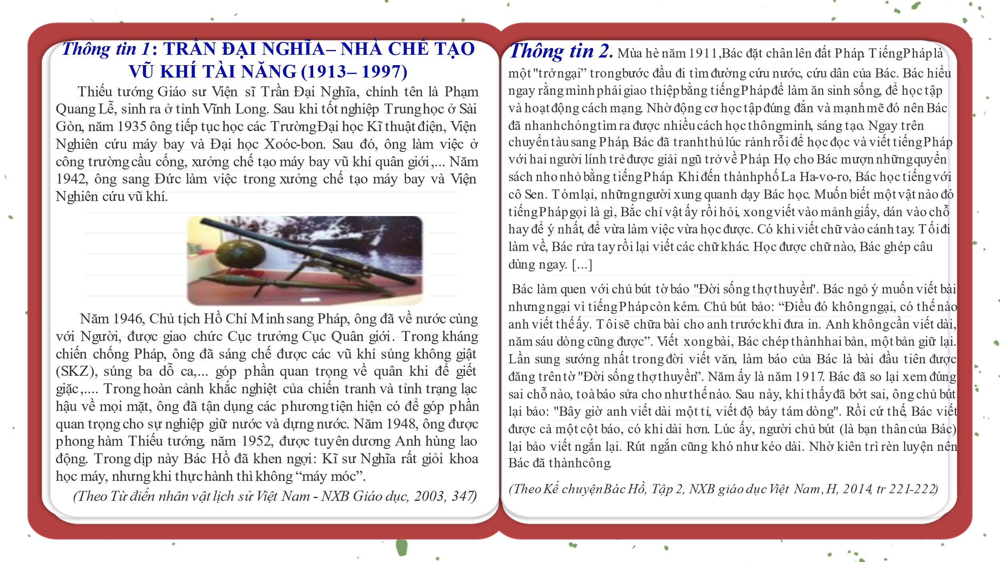 Thông tin 1: TRẦN ĐẠI NGHĨA– NHÀ CHẾ TẠO
VŨ KHÍ TÀI NĂNG (1913– 1997)
Thiếu tướng Giáo sư Viện sĩ Trần Đại Nghĩa, chính tên là Phạm
Quang Lễ, sinh ra ở tỉnh Vĩnh Long. Sau khi tốt nghiệp Trung học ở Sài
Gòn, năm 1935 ông tiếp tục học các Trường Đại học Kĩ thuật điện, Viện
Nghiên cứu máy bay và Đại học Xoóc-bon. Sau đó, ông làm việc ở
công trường cầu cống, xưởng chế tạo máy bay vũ khí quân giới,... Năm
1942, ông sang Đức làm việc trong xưởng chế tạo máy bay và Viện
Nghiên cứu vũ khí.
Năm 1946, Chủ tịch Hồ Chí Minh sang Pháp, ông đã về nước cùng
với Người, được giao chức Cục trưởng Cục Quân giới. Trong kháng
chiến chống Pháp, ông đã sáng chế được các vũ khí súng không giật
(SKZ), súng ba dỗ ca,... góp phần quan trọng về quân khi để giết
giặc,.... Trong hoàn cảnh khắc nghiệt của chiến tranh và tỉnh trạng lạc
hậu về mọi mặt, ông đã tận dụng các phương tiện hiện có để góp phần
quan trọng cho sự nghiệp giữ nước và dựng nước. Năm 1948, ông được
phong hàm Thiếu tướng, năm 1952, được tuyên dương Anh hùng lao
động. Trong dịp này Bác Hồ đã khen ngợi: Kĩ sư Nghĩa rất giỏi khoa
học máy, nhưng khi thực hành thì không “máy móc”.
(Theo Từ điển nhân vật lịch sử Việt Nam - NXB Giáo dục, 2003, 347)
Thông tin 2. Mùa hè năm 1911,Bác đặt chân lên đất Pháp. Tiếng Pháp là
một "trở ngại” trong bước đầu đi tìm đường cứu nước, cứu dân của Bác. Bác hiểu
ngay rằng mình phải giao thiệp bằng tiếng Pháp để làm ăn sinh sống, để học tập
và hoạt động cách mạng. Nhờ động cơ học tập đúng đắn và mạnh mẽ đó nên Bác
đã nhanh chóng tìm ra được nhiều cách học thông minh, sáng tạo. Ngay trên
chuyển tàu sang Pháp, Bác đã tranh thủ lúc rảnh rỗi để học đọc và viết tiếng Pháp
với hai người lính trẻ được giải ngũ trở về Pháp. Họ cho Bác mượn những quyển
sách nho nhỏ bằng tiếng Pháp. Khi đến thành phố La Ha-vo-ro, Bác học tiếng với
cô Sen. Tóm lại, những người xung quanh dạy Bác học. Muốn biết một vật nào đó
tiếng Pháp gọi là gì, Bắc chỉ vật ấy rồi hỏi, xong viết vào mảnh giấy, dán vào chỗ
hay để ý nhất, để vừa làm việc vừa học được. Có khi viết chữ vào cánh tay. Tối đi
làm về, Bác rửa tay rồi lại viết các chữ khác. Học được chữ nào, Bác ghép câu
dùng ngay. [...]
Bác làm quen với chủ bút tờ báo "Đời sống thợ thuyền". Bác ngỏ ý muốn viết bài
nhưng ngại vì tiếng Pháp còn kém. Chủ bút bảo: “Điều đó không ngại, có thế nào
anh viết thế ấy. Tôi sẽ chữa bài cho anh trước khi đưa in. Anh không cần viết dài,
năm sáu dòng cũng được”. Viết xong bài, Bác chép thành hai bản, một bản giữ lại.
Lần sung sướng nhất trong đời viết văn, làm báo của Bác là bài đầu tiên được
đăng trên tờ "Đời sống thợ thuyền”. Năm ấy là năm 1917. Bác đã so lại xem đúng
sai chỗ nào, toà báo sửa cho như thế nào. Sau này, khi thấy đã bớt sai, ông chủ bút
lại bảo: "Bây giờ anh viết dài một tỉ, viết độ bảy tám dòng". Rồi cứ thế, Bác viết
được cả một cột báo, có khi dài hơn. Lúc ấy, người chủ bút (là bạn thân của Bác)
lại bảo viết ngắn lại. Rút ngắn cũng khó như kéo dài. Nhờ kiên trì rèn luyện nên
Bác đã thành công.
(Theo Kể chuyện Bác Hồ, Tập 2, NXB giáo dục Việt Nam, H, 2014, tr 221-222)